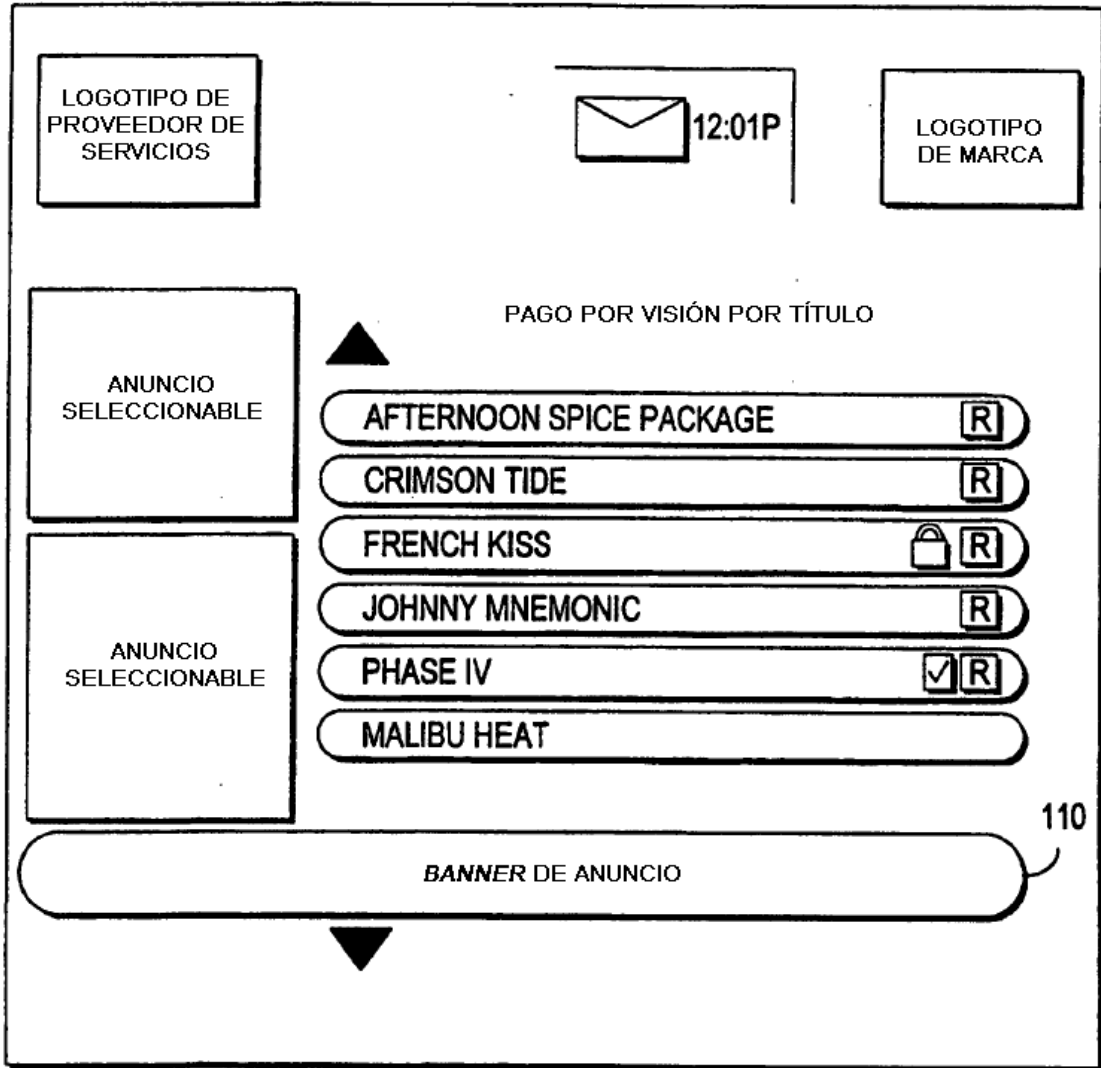 LOGOTIPO DE
PROVEEDOR DE
SERVICIOS
12:01P
LOGOTIPO
DE MARCA
PAGO POR VISIÓN POR TÍTULO
ANUNCIO
SELECCIONABLE
AFTERNOON SPICE PACKAGE R
CRIMSON TIDE R
FRENCH KISS R
JOHNNY MNEMONIC R
ANUNCIO
SELECCIONABLE
PHASE IV R
MALIBU HEAT
110
BANNER DE ANUNCIO